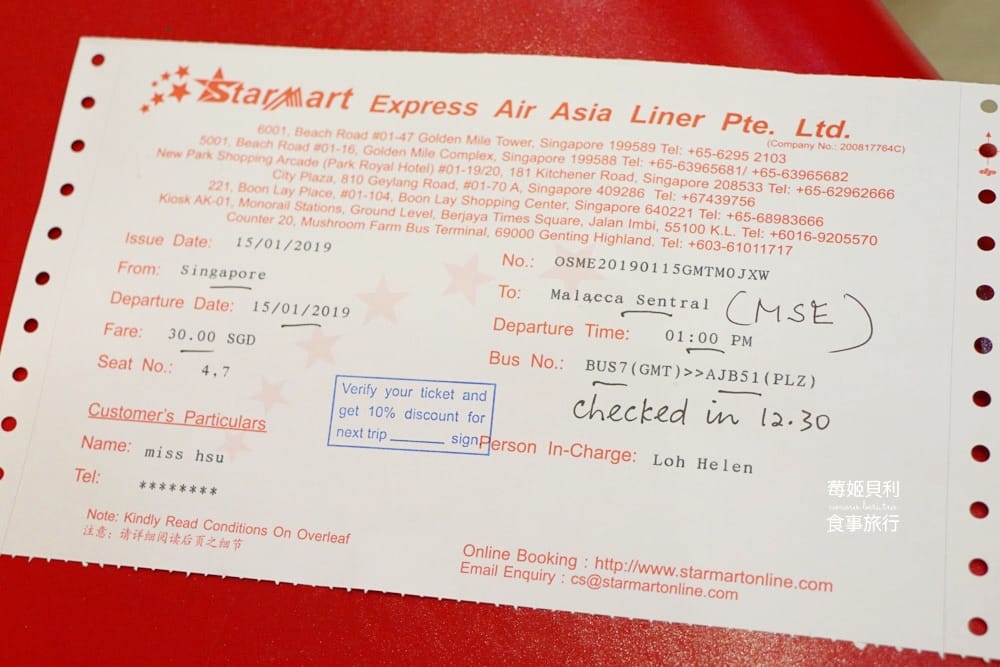 Starmart Express Air Asia Liner Pte. Ltd.
(Company No.: 200817764C)
6001, Beach Road #01-47 Golden Mile Tower, Singapore 199589 Tel: +65-6295 2103
5001, Beach Road #01-16, Golden Mile Complex, Singapore 199588 Tel: +65-63965681/ +65-63965682
New Park Shopping Arcade (Park Royal Hotel) #01-19/20, 181 Kitchener Road, Singapore 208533 Tel: +65-62962666
City Plaza, 810 Geylang Road, #01-70 A, Singapore 409286 Tel: +67439756
221, Boon Lay Place, #01-104, Boon Lay Shopping Center, Singapore 640221 Tel: +65-68983666
Kiosk AK-01, Monorail Stations, Ground Level, Berjaya Times Square, Jalan Imbi, 55100 K.L. Tel: +6016-9205570
Counter 20, Mushroom Farm Bus Terminal, 69000 Genting Highland. Tel: +603-61011717
Issue Date: 15/01/2019
No.: OSME20190115GMTM0JXW
From: Singapore
To: Malacca Sentral (MSE)
Departure Date: 15/01/2019
Departure Time: 01:00 PM
Fare: 30.00 SGD
Bus No.: BUS7(GMT)>>AJB51(PLZ)
Seat No.: 4,7
checked in 12.30
Verify your ticket and
get 10% discount for
next trip ________ sign
Customer's Particulars
Person In-Charge: Loh Helen
Name: miss hsu
Tel: ********
Note: Kindly Read Conditions On Overleaf
注意：请详细阅读后页之细节
Online Booking : http://www.starmartonline.com
Email Enquiry : cs@starmartonline.com
莓姬貝利
食事旅行